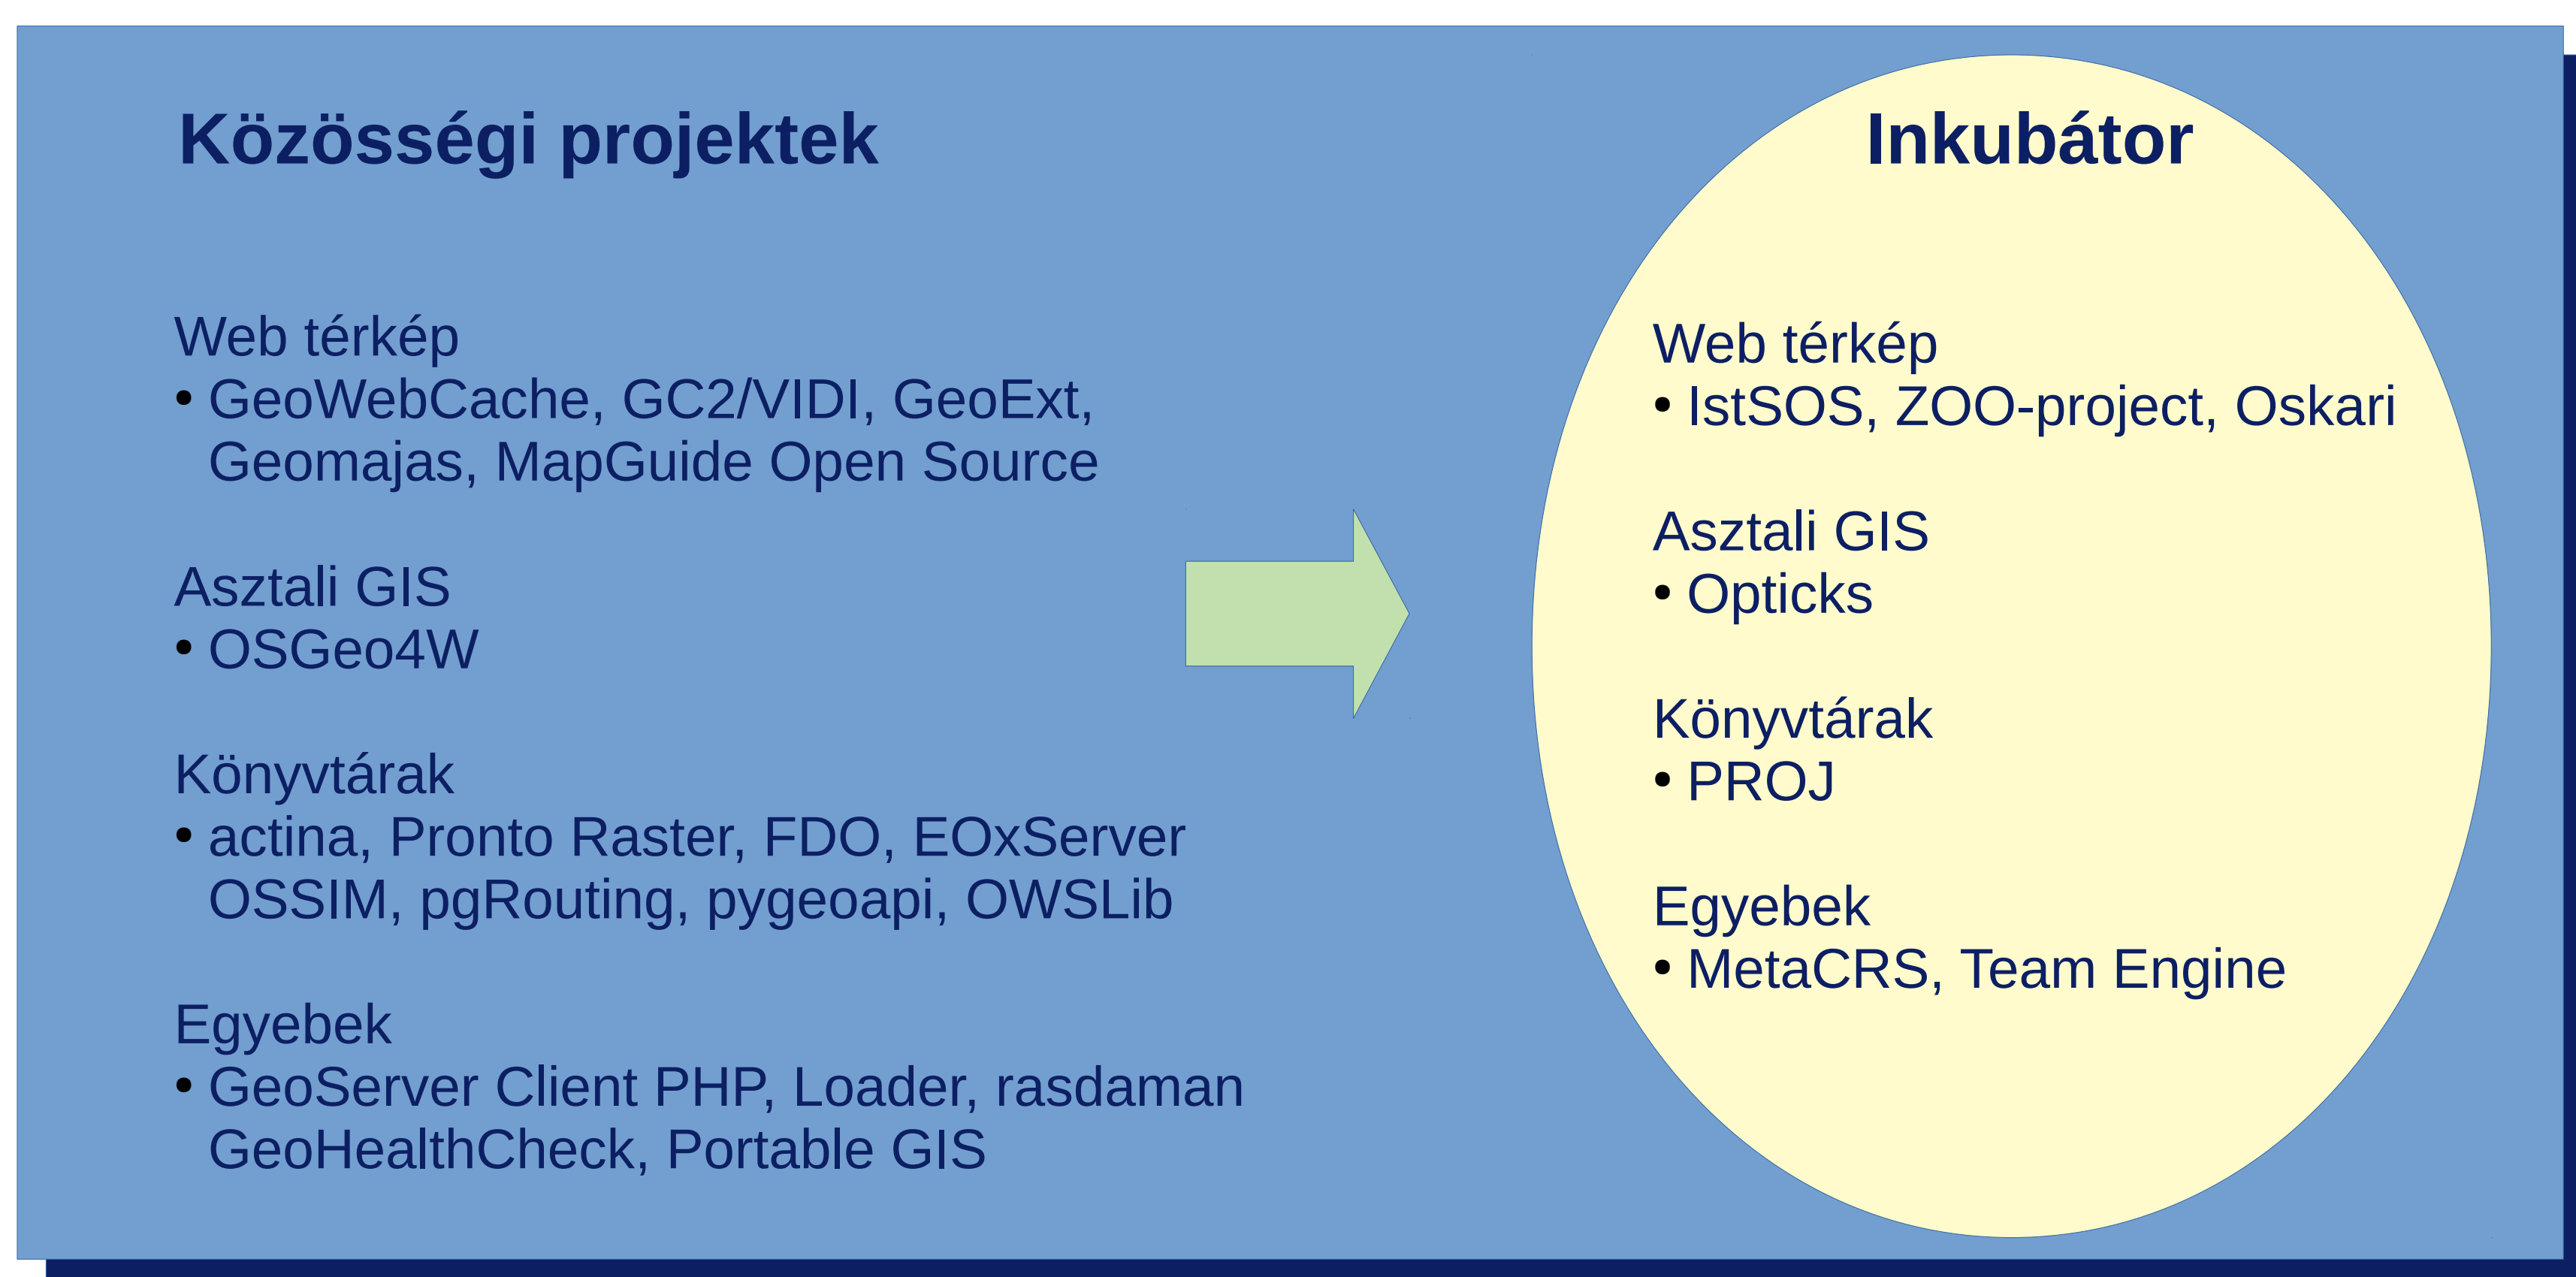 Közösségi projektek
Web térkép
• GeoWebCache, GC2/VIDI, GeoExt,
Geomajas, MapGuide Open Source
Asztali GIS
• OSGeo4W
Könyvtárak
• actina, Pronto Raster, FDO, EOxServer
OSSIM, pgRouting, pygeoapi, OWSLib
Egyebek
• GeoServer Client PHP, Loader, rasdaman
GeoHealthCheck, Portable GIS
Inkubátor
Web térkép
• IstSOS, ZOO-project, Oskari
Asztali GIS
• Opticks
Könyvtárak
• PROJ
Egyebek
• MetaCRS, Team Engine